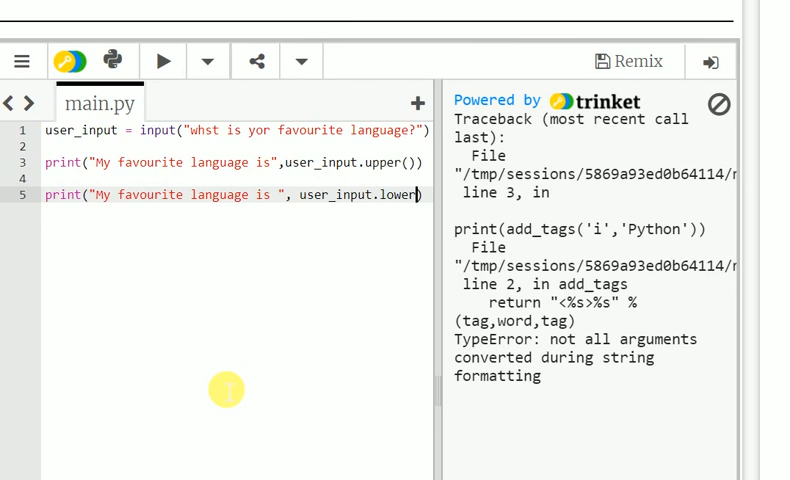 Remix
main.py
1 user_input = input("whst is yor favourite language?")
2
3 print("My favourite language is",user_input.upper())
4
5 print("My favourite language is ", user_input.lower)
Powered by trinket
Traceback (most recent call
last):
File
"/tmp/sessions/5869a93ed0b64114/
line 3, in
print(add_tags('i','Python'))
File
"/tmp/sessions/5869a93ed0b64114/
line 2, in add_tags
return "<%s>%s" %
(tag,word,tag)
TypeError: not all arguments
converted during string
formatting